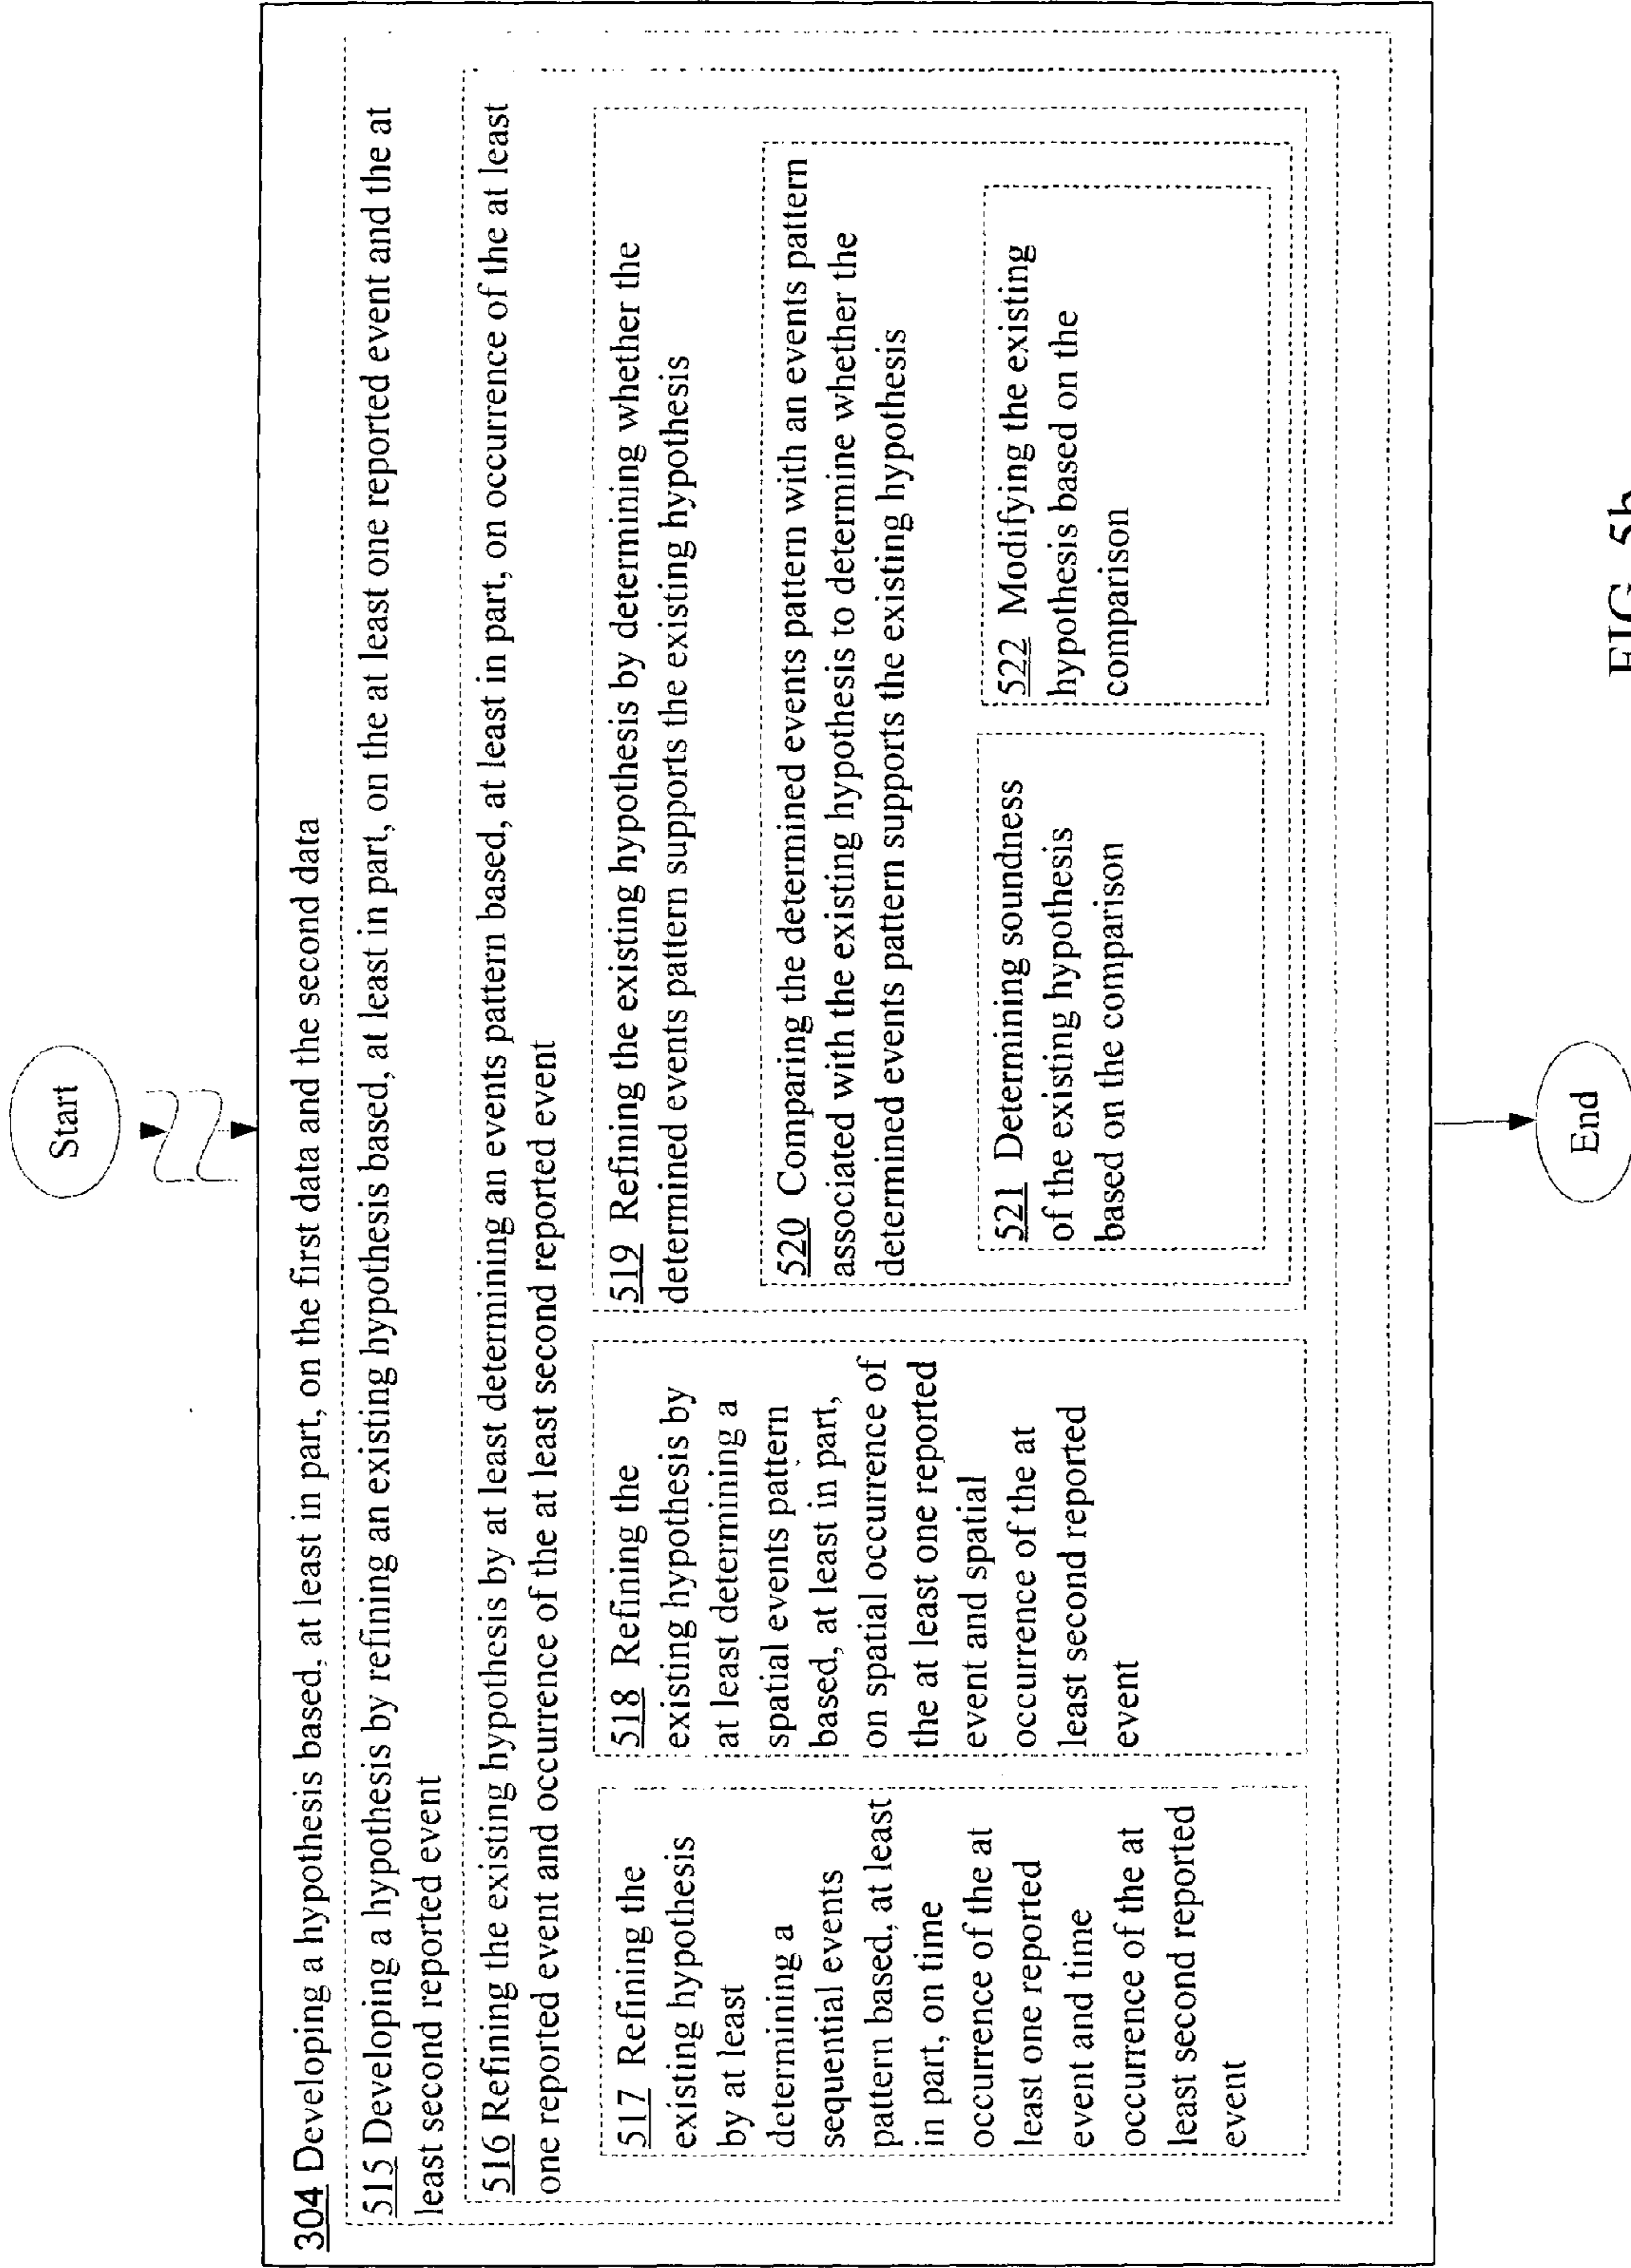 Start
304 Developing a hypothesis based, at least in part, on the first data and the second data
515 Developing a hypothesis by refining an existing hypothesis based, at least in part, on the at least one reported event and the at
least second reported event
516 Refining the existing hypothesis by at least determining an events pattern based, at least in part, on occurrence of the at least
one reported event and occurrence of the at least second reported event
517 Refining the
existing hypothesis
by at least
determining a
sequential events
pattern based, at least
in part, on time
occurrence of the at
least one reported
event and time
occurrence of the at
least second reported
event
518 Refining the
existing hypothesis by
at least determining a
spatial events pattern
based, at least in part,
on spatial occurrence of
the at least one reported
event and spatial
occurrence of the at
least second reported
event
519 Refining the existing hypothesis by determining whether the
determined events pattern supports the existing hypothesis
520 Comparing the determined events pattern with an events pattern
associated with the existing hypothesis to determine whether the
determined events pattern supports the existing hypothesis
521 Determining soundness
of the existing hypothesis
based on the comparison
522 Modifying the existing
hypothesis based on the
comparison
End
FIG. 5b